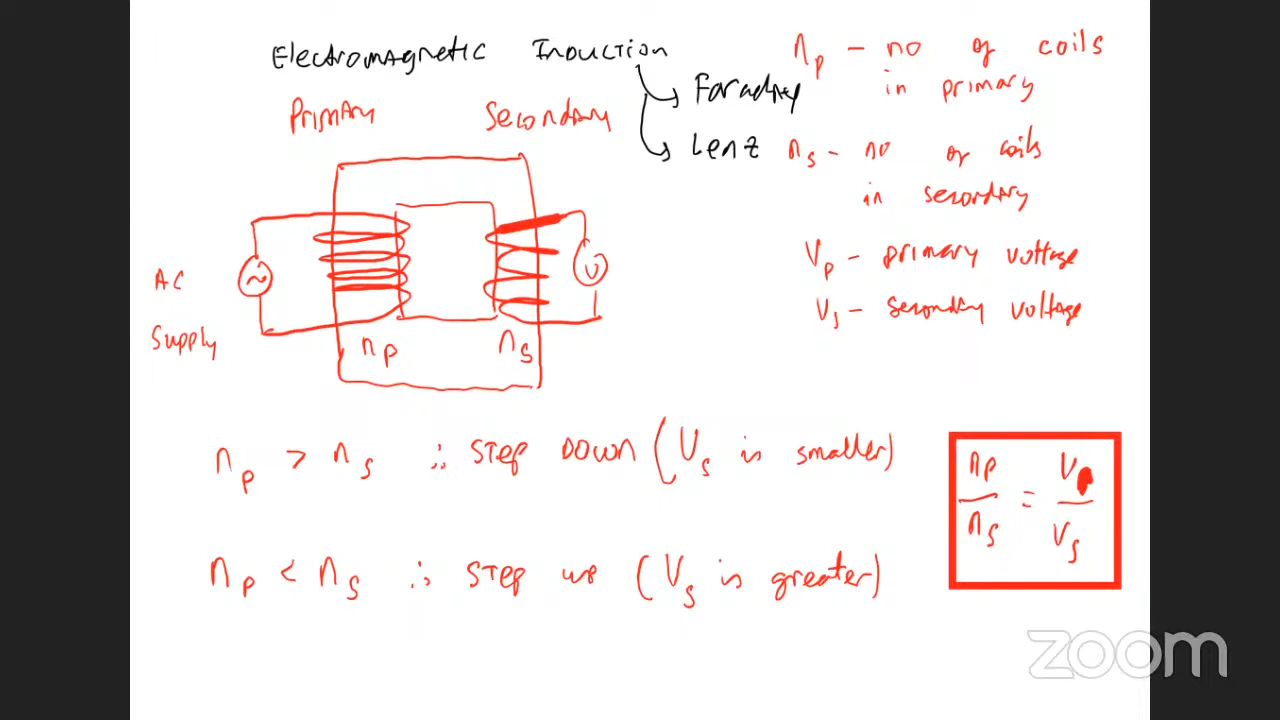 Electromagnetic Induction
Faraday
Lenz
Primary Secondary
np - no of coils
in primary
ns - no of coils
in secondary
Vp - primary voltage
Vs - secondary voltage
AC
Supply
~
V
np ns
np > ns ∴ STEP DOWN (Vs is smaller)
np < ns ∴ STEP up (Vs is greater)
np/ns = Vp/Vs
zoom